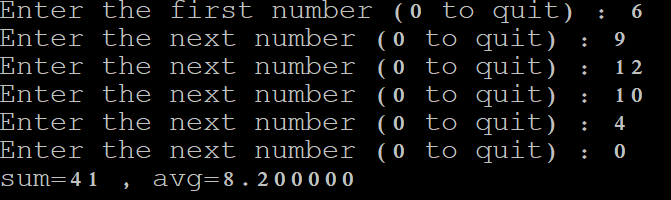 Enter the first number (0 to quit) : 6
Enter the next number (0 to quit) : 9
Enter the next number (0 to quit) : 12
Enter the next number (0 to quit) : 10
Enter the next number (0 to quit) : 4
Enter the next number (0 to quit) : 0
sum=41 , avg=8.200000